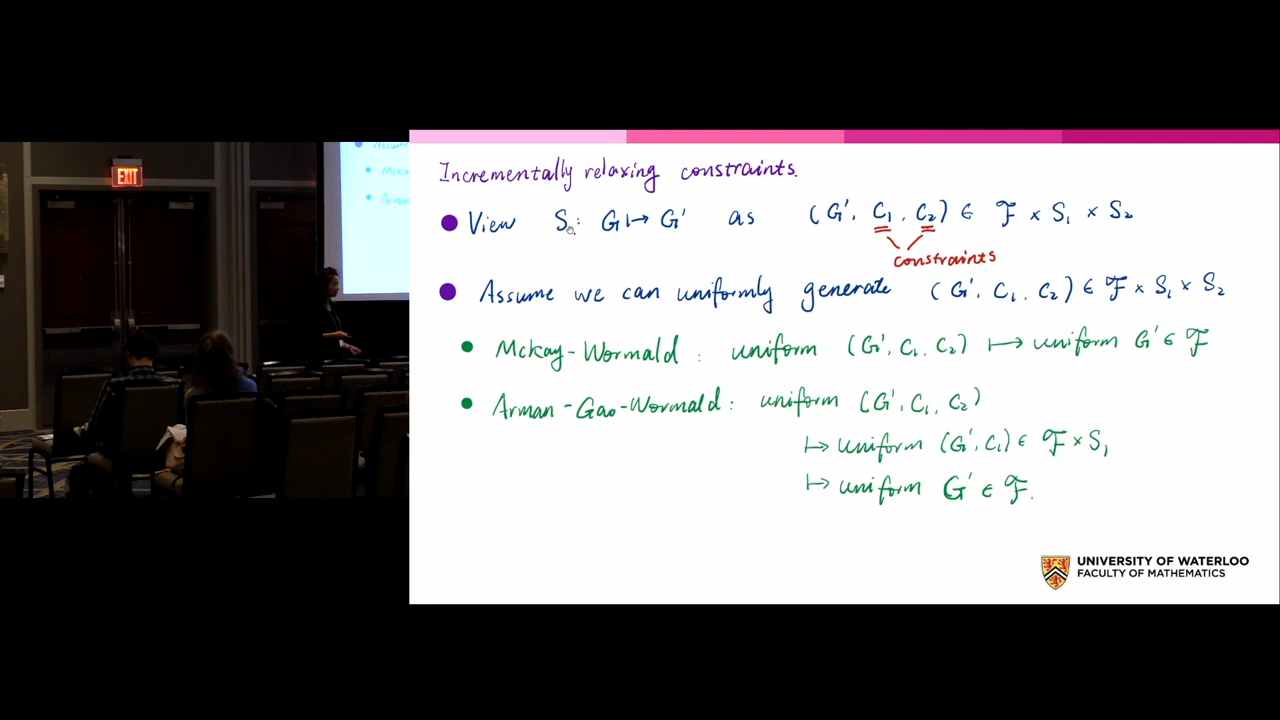 EXIT
Incrementally relaxing constraints.
View S: G ↦ G' as (G', C₁, C₂) ∈ ℱ × S₁ × S₂
constraints
Assume we can uniformly generate (G', C₁, C₂) ∈ ℱ × S₁ × S₂
McKay-Wormald: uniform (G', C₁, C₂) ↦ uniform G' ∈ ℱ
Arman-Gao-Wormald: uniform (G', C₁, C₂)
↦ uniform (G', C₁) ∈ ℱ × S₁
↦ uniform G' ∈ ℱ.
UNIVERSITY OF WATERLOO
FACULTY OF MATHEMATICS